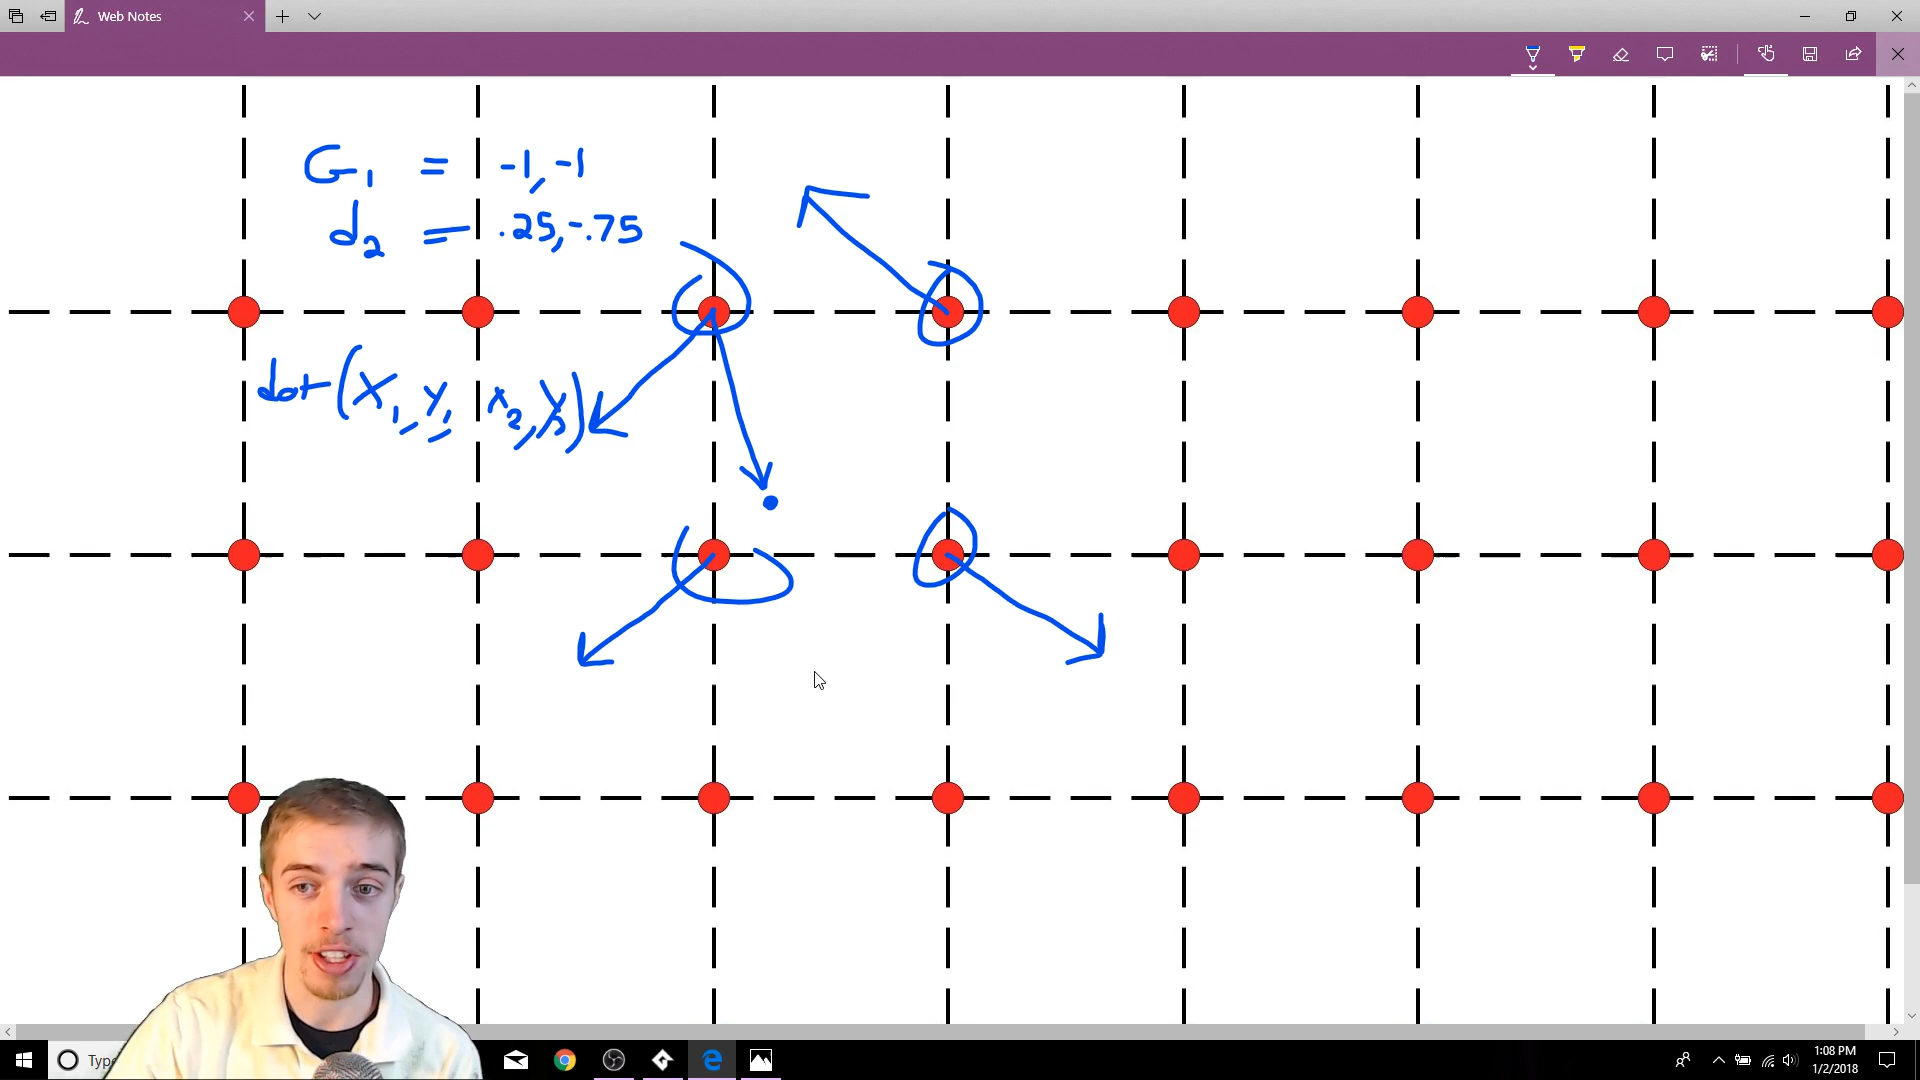 Web Notes
G1 = -1, -1
d2 = .25, -.75
dot(x1, y1, x2, y2)
Type
1:08 PM
1/2/2018